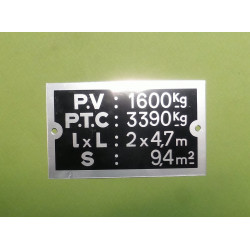 P.V : 1600Kg
P.T.C : 3390Kg
l x L : 2 x 4,7 m
S : 9,4 m²